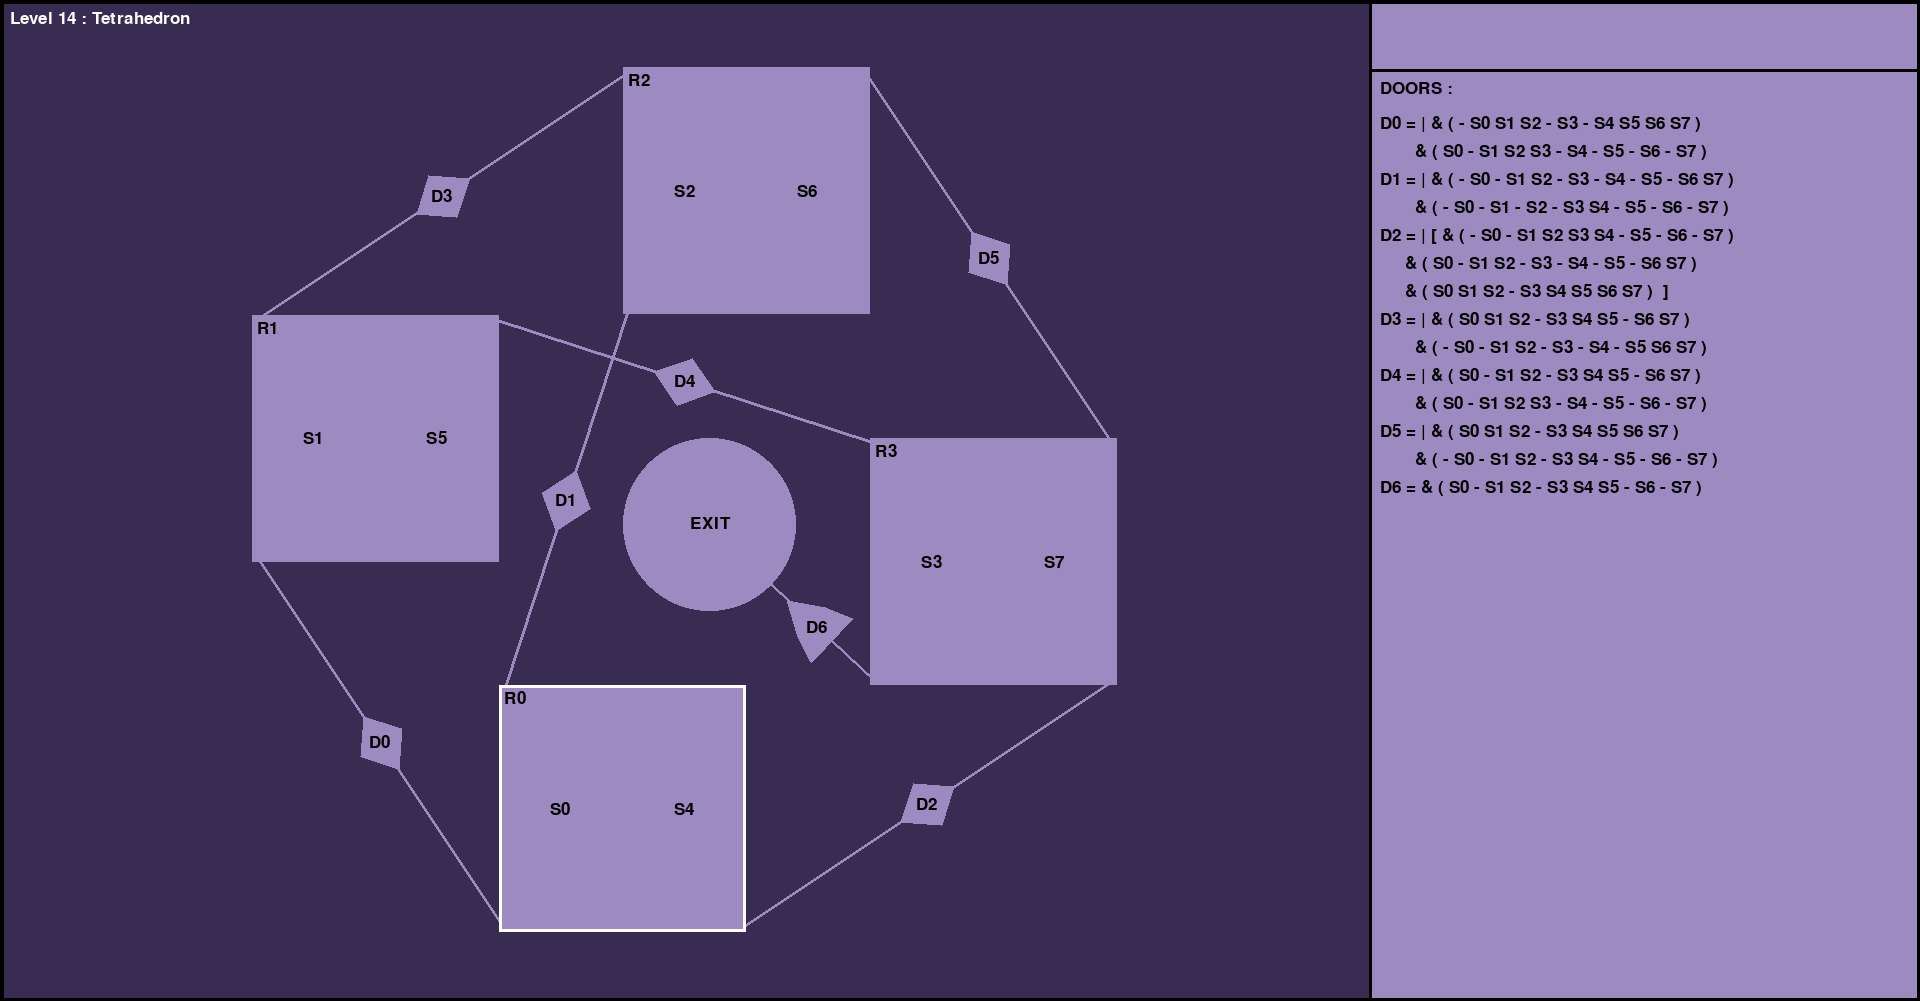 Level 14 : Tetrahedron
DOORS :
D0 = | & ( - S0 S1 S2 - S3 - S4 S5 S6 S7 )
& ( S0 - S1 S2 S3 - S4 - S5 - S6 - S7 )
D1 = | & ( - S0 - S1 S2 - S3 - S4 - S5 - S6 S7 )
& ( - S0 - S1 - S2 - S3 S4 - S5 - S6 - S7 )
D2 = | [ & ( - S0 - S1 S2 S3 S4 - S5 - S6 - S7 )
& ( S0 - S1 S2 - S3 - S4 - S5 - S6 S7 )
& ( S0 S1 S2 - S3 S4 S5 S6 S7 ) ]
D3 = | & ( S0 S1 S2 - S3 S4 S5 - S6 S7 )
& ( - S0 - S1 S2 - S3 - S4 - S5 S6 S7 )
D4 = | & ( S0 - S1 S2 - S3 S4 S5 - S6 S7 )
& ( S0 - S1 S2 S3 - S4 - S5 - S6 - S7 )
D5 = | & ( S0 S1 S2 - S3 S4 S5 S6 S7 )
& ( - S0 - S1 S2 - S3 S4 - S5 - S6 - S7 )
D6 = & ( S0 - S1 S2 - S3 S4 S5 - S6 - S7 )
R2
S2 S6
D3
D5
R1
D4
S1 S5
R3
D1
EXIT
S3 S7
D6
R0
D0
S0 S4
D2